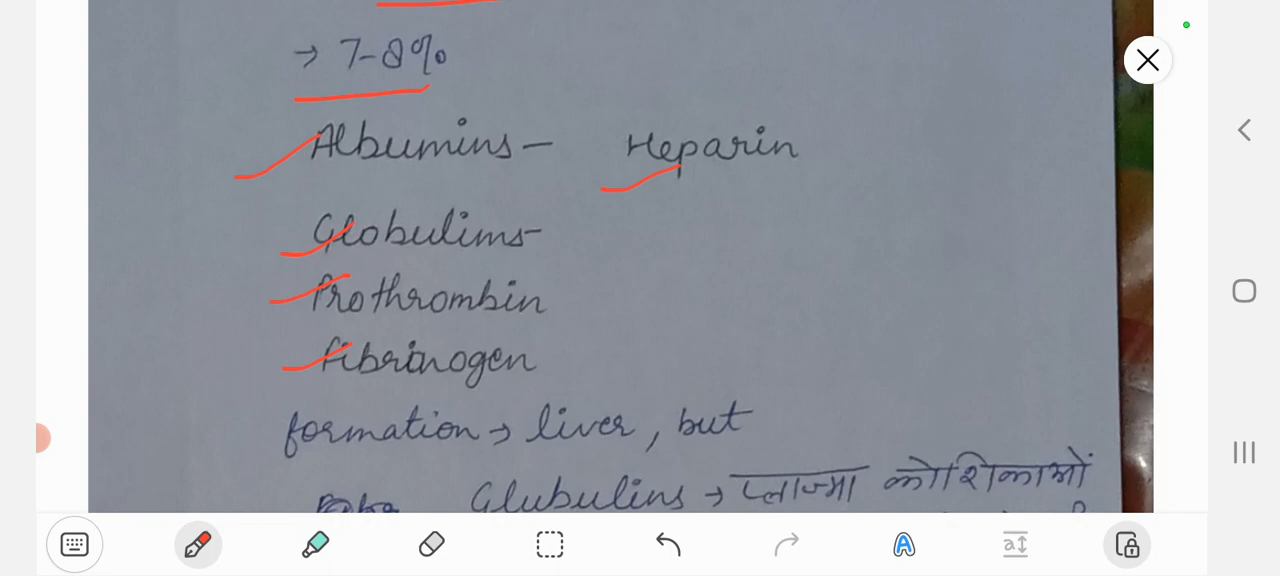 → 7-8%
Albumins - Heparin
Globulims-
Prothrombin
fibrinogen
formation → liver, but
Glubulins → प्लाज्मा कोशिकाओं